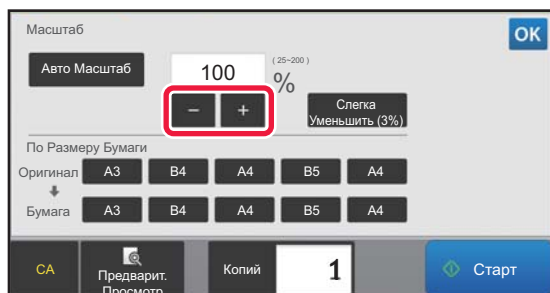 Масштаб
OK
Авто Масштаб
100
(25~200)
%
−
+
Слегка
Уменьшить (3%)
По Размеру Бумаги
Оригинал A3 B4 A4 B5 A4
Бумага A3 B4 A4 B5 A4
CA
Предварит.
Просмотр
Копий
1
Старт